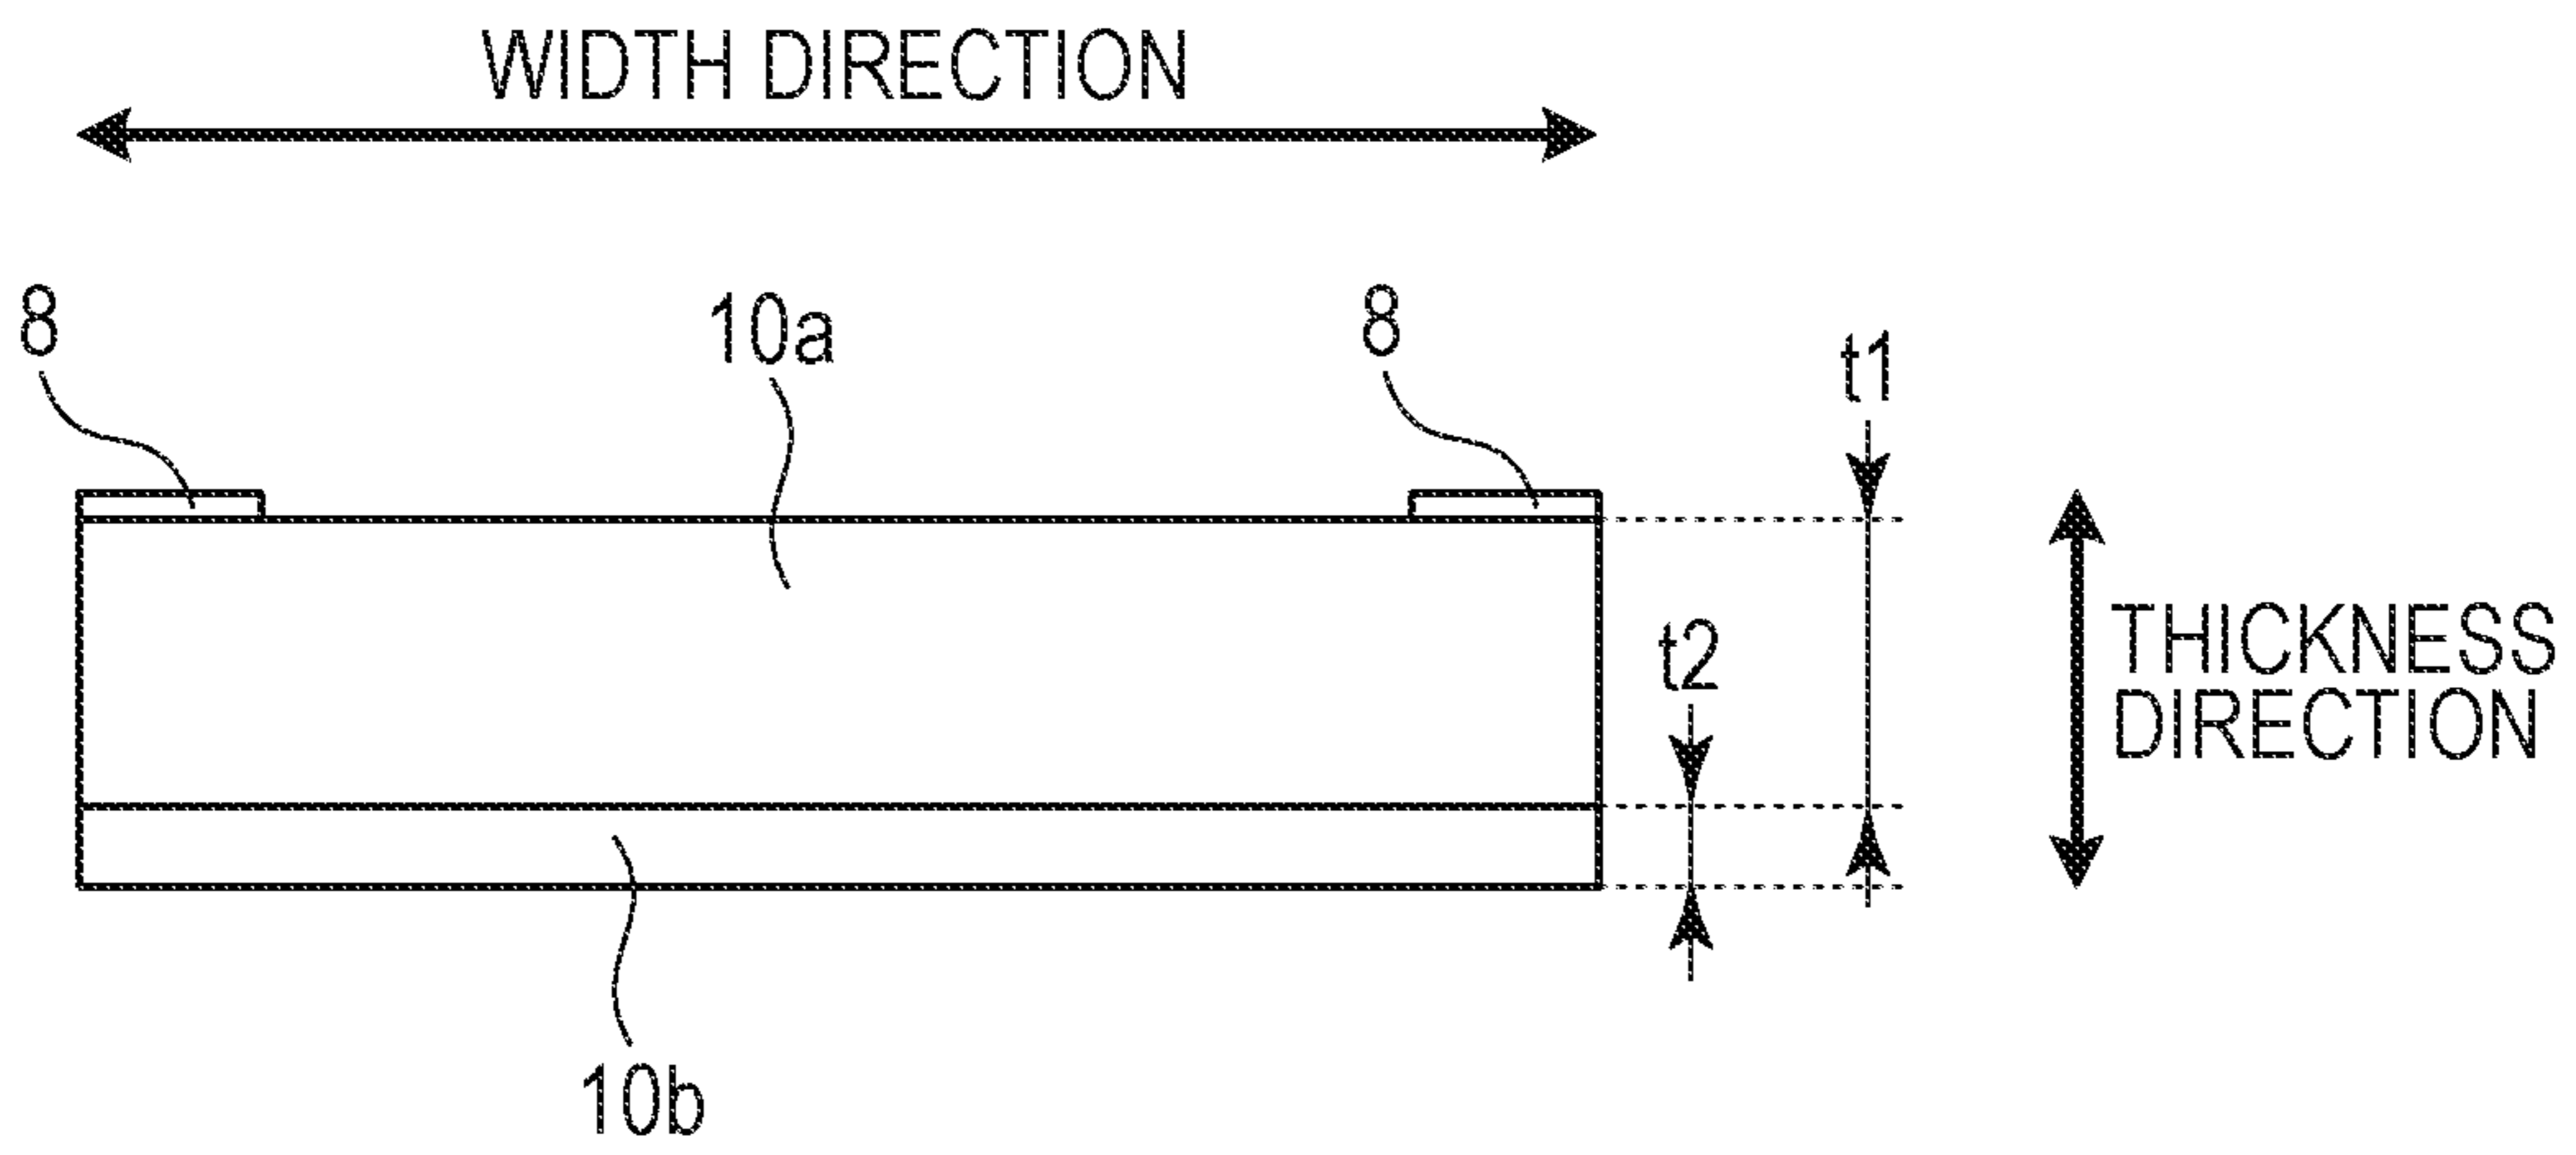 WIDTH DIRECTION
8
10a
8
t1
t2
THICKNESS
DIRECTION
10b